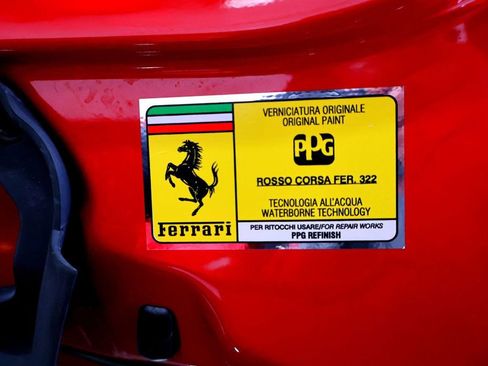 VERNICIATURA ORIGINALE
ORIGINAL PAINT
PPG
ROSSO CORSA FER. 322
TECNOLOGIA ALL'ACQUA
WATERBORNE TECHNOLOGY
Ferrari
PER RITOCCHI USARE/FOR REPAIR WORKS
PPG REFINISH